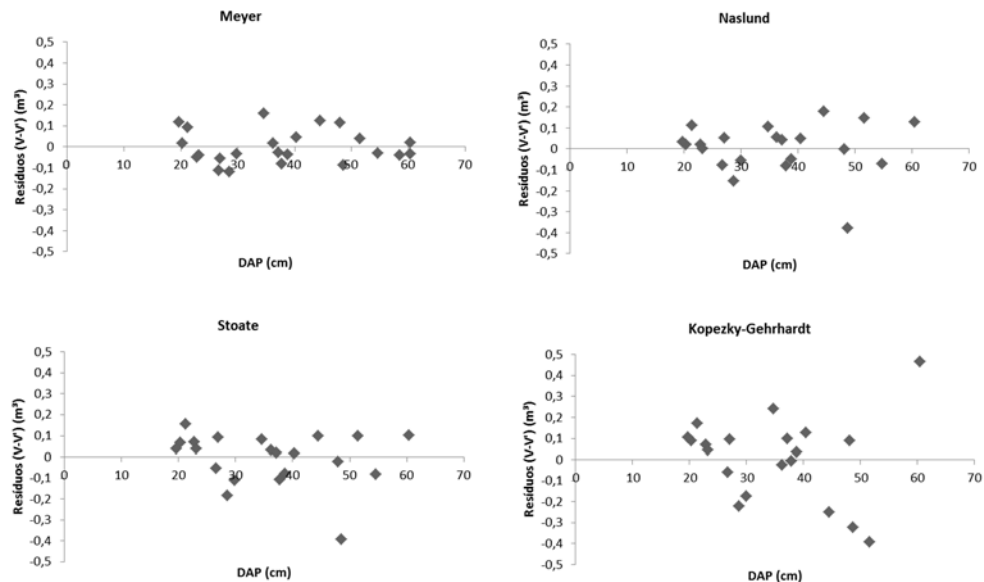 Meyer
Resíduos (V-V') (m³)
0,5
0,4
0,3
0,2
0,1
0
-0,1
-0,2
-0,3
-0,4
-0,5
0 10 20 30 40 50 60 70
DAP (cm)
Naslund
Resíduos (V-V') (m³)
0,5
0,4
0,3
0,2
0,1
0
-0,1
-0,2
-0,3
-0,4
-0,5
0 10 20 30 40 50 60 70
DAP (cm)
Stoate
Resíduos (V-V') (m³)
0,5
0,4
0,3
0,2
0,1
0
-0,1
-0,2
-0,3
-0,4
-0,5
0 10 20 30 40 50 60 70
DAP (cm)
Kopezky-Gehrhardt
Resíduos (V-V') (m³)
0,5
0,4
0,3
0,2
0,1
0
-0,1
-0,2
-0,3
-0,4
-0,5
0 10 20 30 40 50 60 70
DAP (cm)